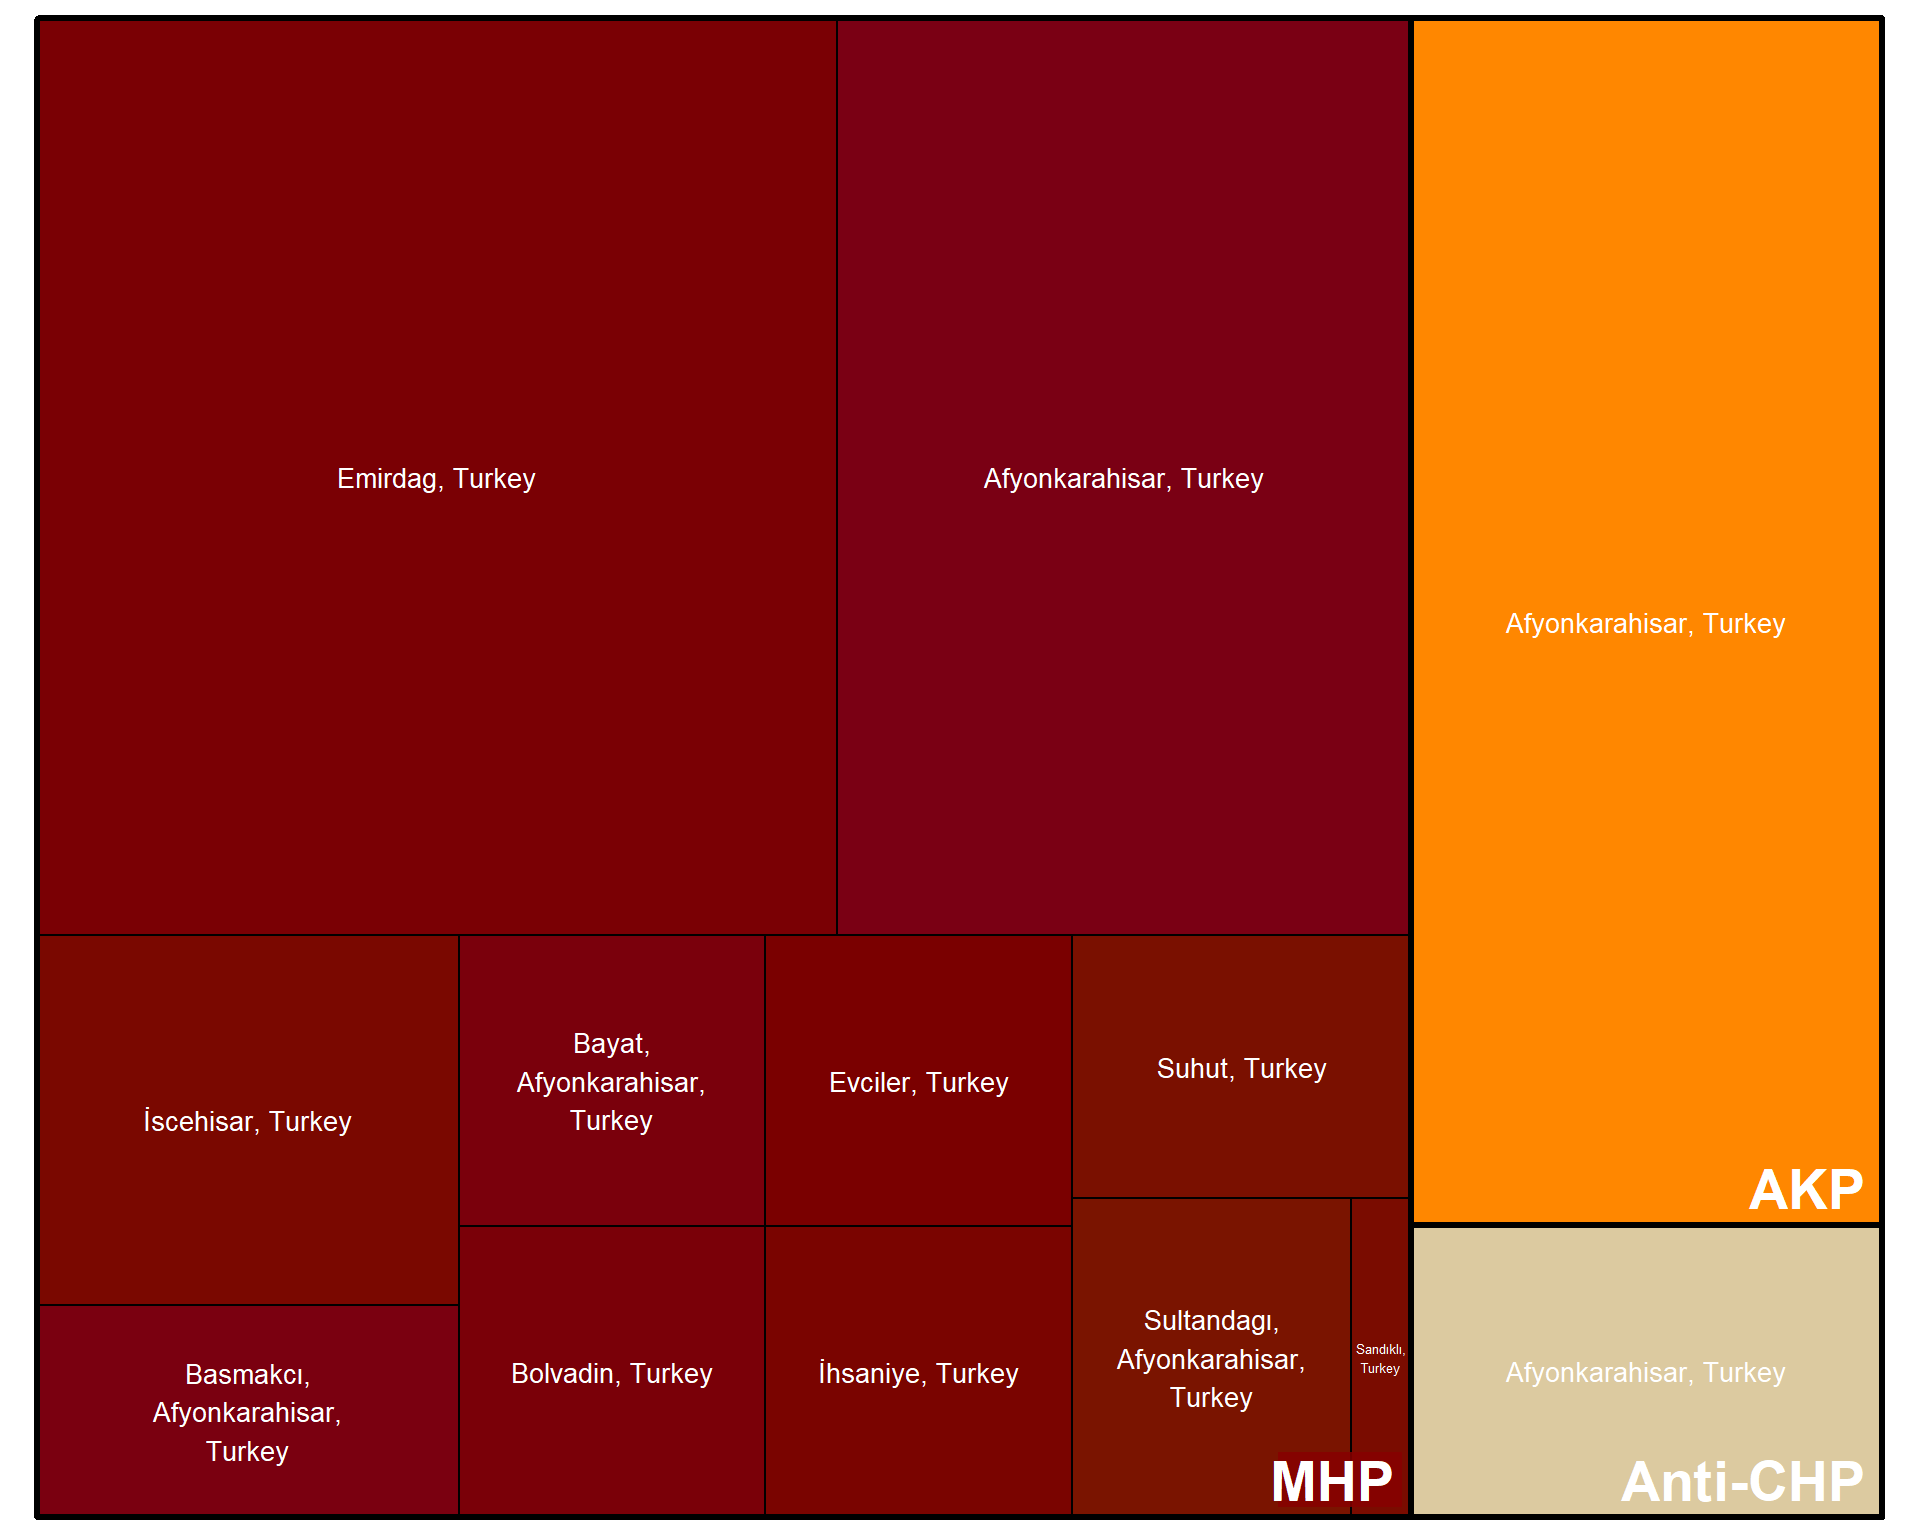 Emirdag, Turkey
Afyonkarahisar, Turkey
Afyonkarahisar, Turkey
AKP
İscehisar, Turkey
Bayat,
Afyonkarahisar,
Turkey
Evciler, Turkey
Suhut, Turkey
Basmakcı,
Afyonkarahisar,
Turkey
Bolvadin, Turkey
İhsaniye, Turkey
Sultandagı,
Afyonkarahisar,
Turkey
Sandıklı,
Turkey
MHP
Afyonkarahisar, Turkey
Anti-CHP